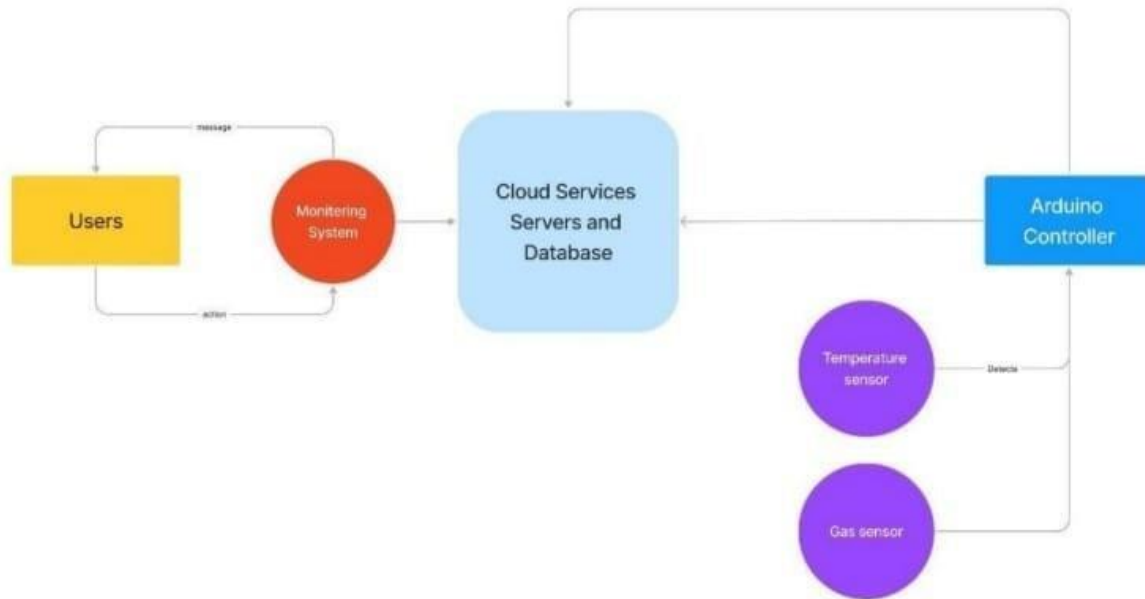 message
Users
Monitering
System
action
Cloud Services
Servers and
Database
Arduino
Controller
Temperature
sensor
Detects
Gas sensor